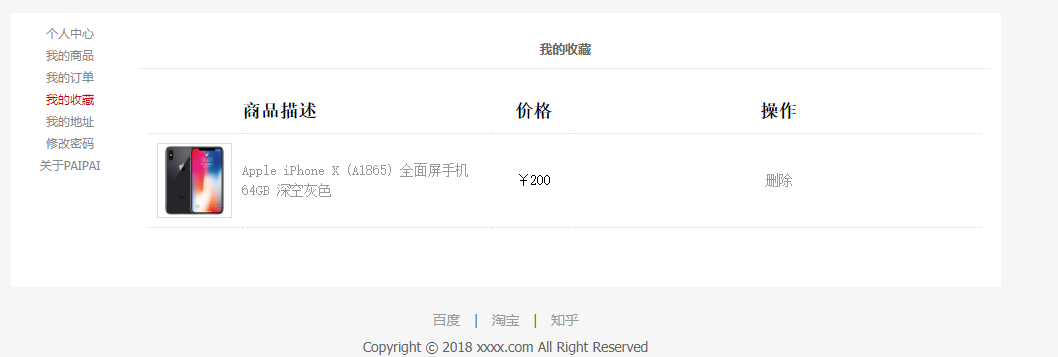 个人中心
我的商品
我的订单
我的收藏
我的地址
修改密码
关于PAIPAI
我的收藏
商品描述 价格 操作
Apple iPhone X (A1865) 全面屏手机
64GB 深空灰色
￥200
删除
百度 | 淘宝 | 知乎
Copyright © 2018 xxxx.com All Right Reserved